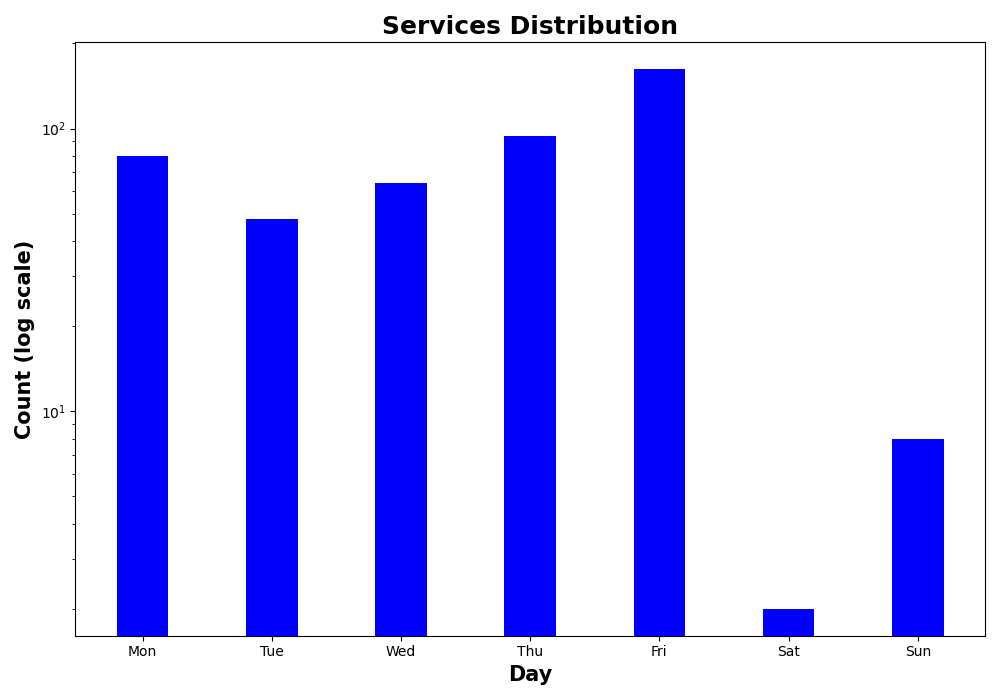 Services Distribution
Count (log scale)
10²
10¹
Mon Tue Wed Thu Fri Sat Sun
Day